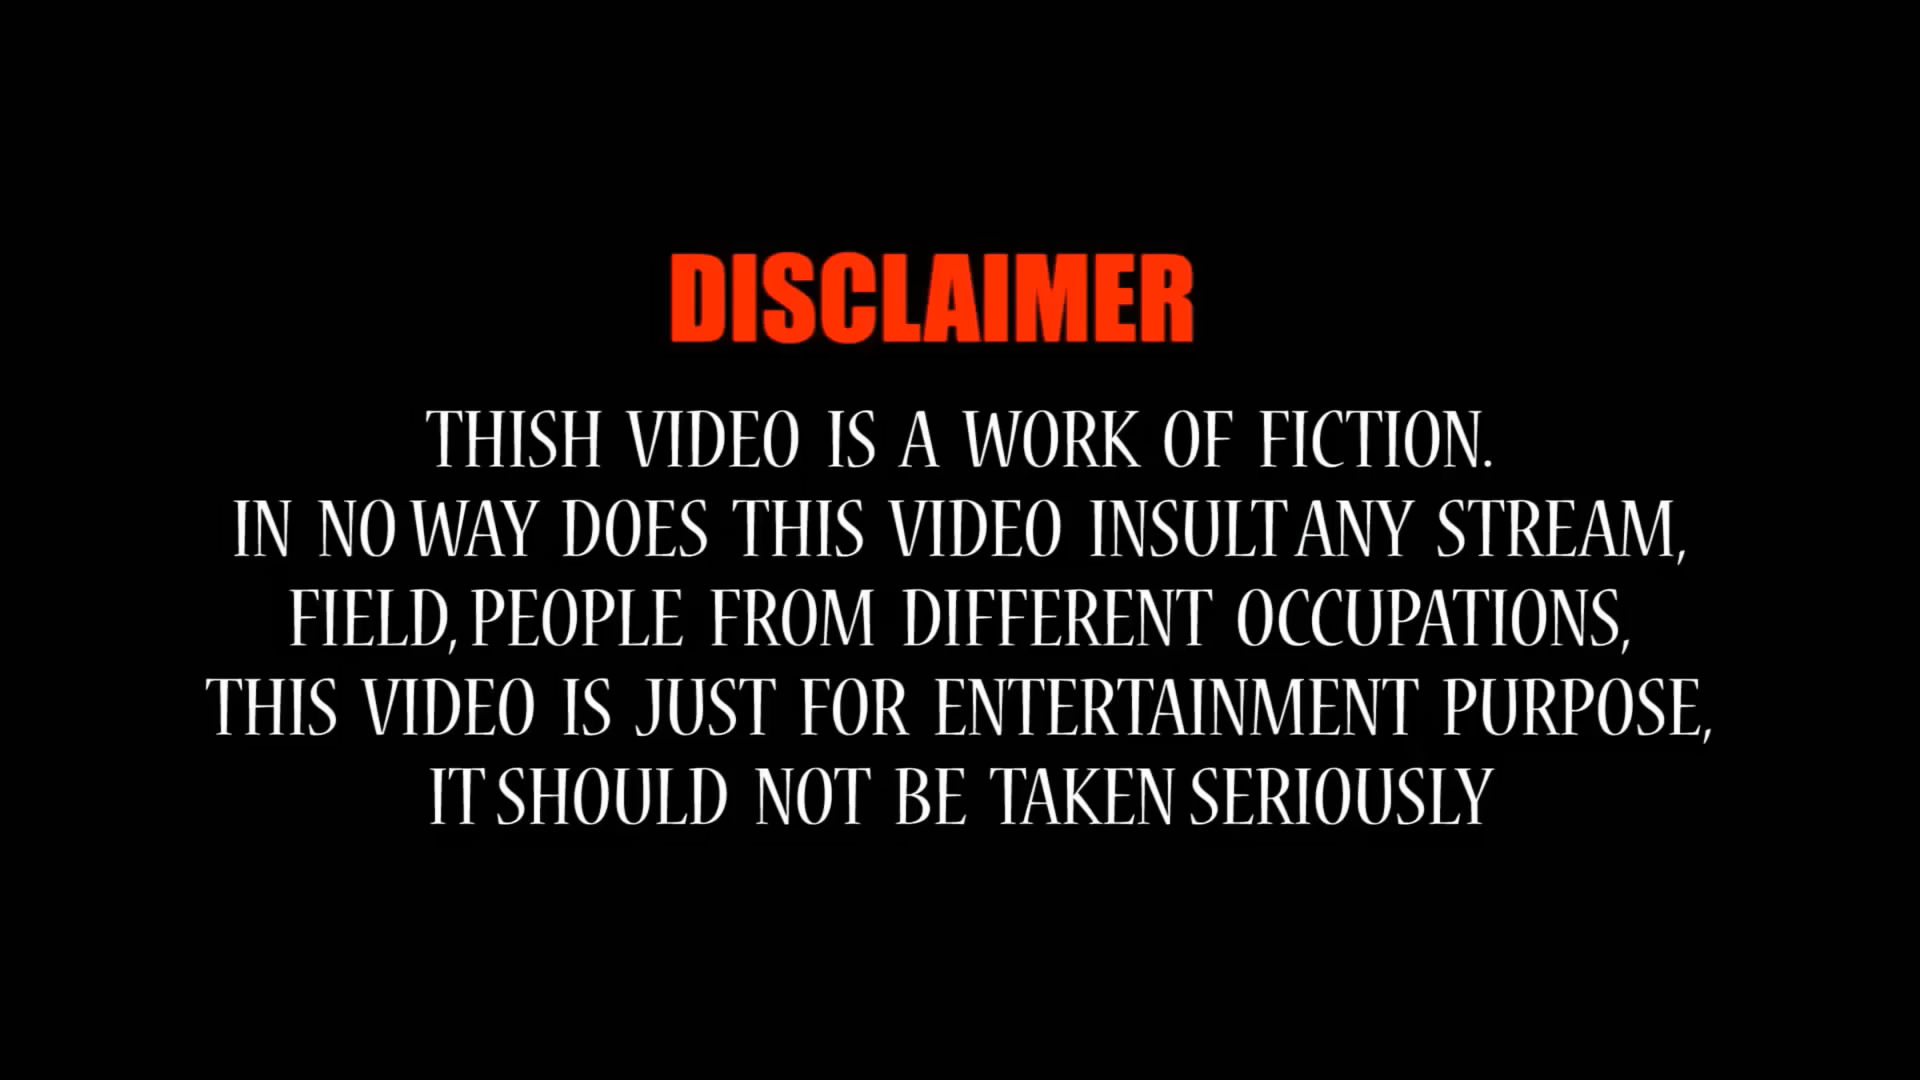 DISCLAIMER
THISH VIDEO IS A WORK OF FICTION.
IN NO WAY DOES THIS VIDEO INSULT ANY STREAM,
FIELD, PEOPLE FROM DIFFERENT OCCUPATIONS,
THIS VIDEO IS JUST FOR ENTERTAINMENT PURPOSE,
IT SHOULD NOT BE TAKEN SERIOUSLY